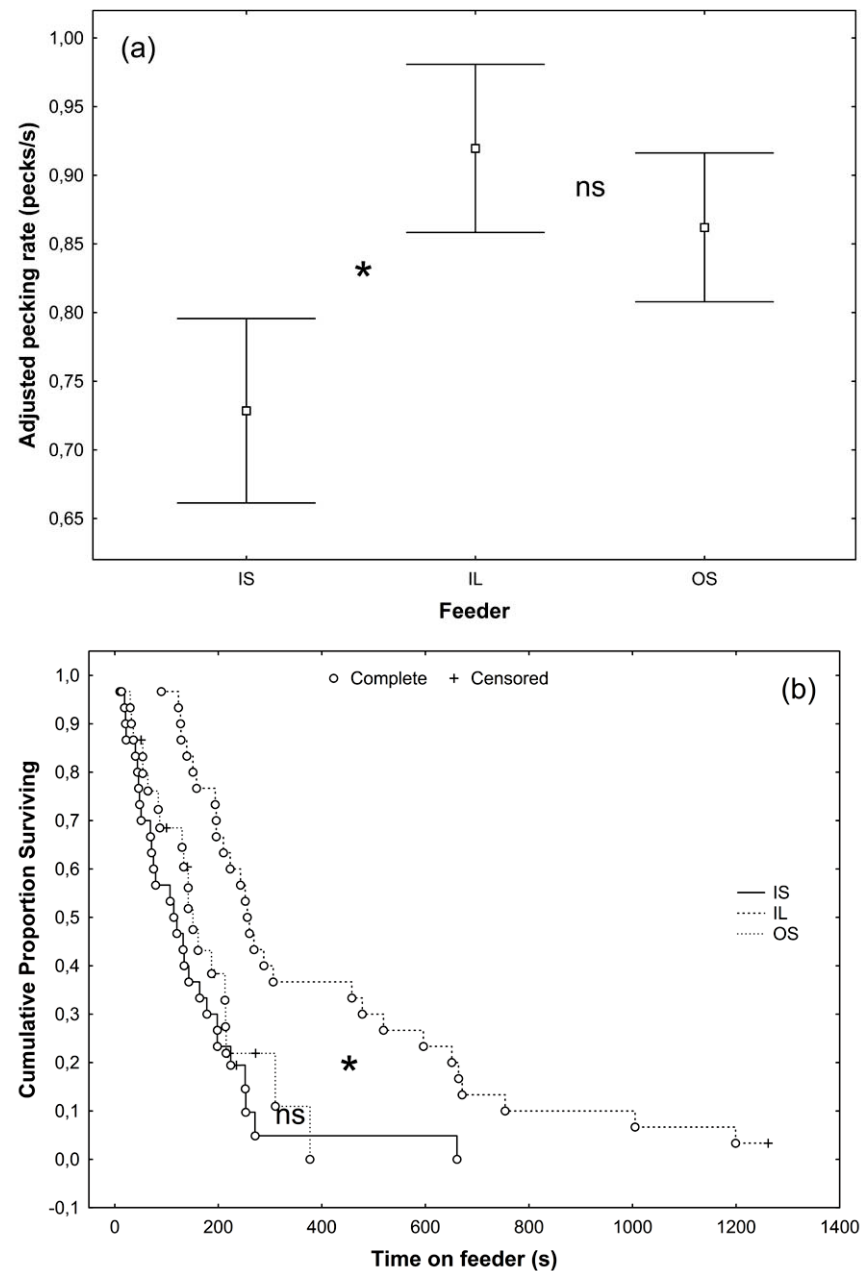 (a)
Adjusted pecking rate (pecks/s)
1,00
0,95
0,90
0,85
0,80
0,75
0,70
0,65
*
ns
IS IL OS
Feeder
(b)
Complete Censored
Cumulative Proportion Surviving
1,0
0,9
0,8
0,7
0,6
0,5
0,4
0,3
0,2
0,1
0,0
-0,1
IS
IL
OS
*
ns
0 200 400 600 800 1000 1200 1400
Time on feeder (s)